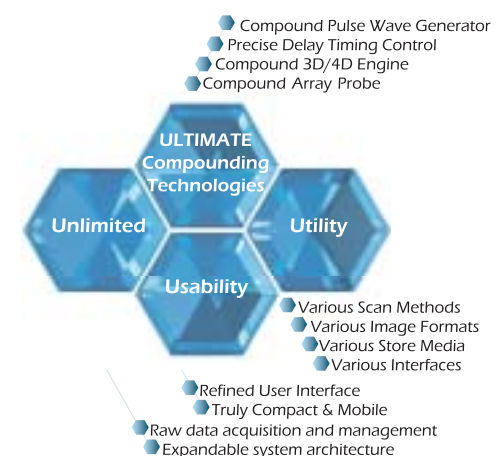 Compound Pulse Wave Generator
Precise Delay Timing Control
Compound 3D/4D Engine
Compound Array Probe
ULTIMATE
Compounding
Technologies
Unlimited
Utility
Usability
Various Scan Methods
Various Image Formats
Various Store Media
Various Interfaces
Refined User Interface
Truly Compact & Mobile
Raw data acquisition and management
Expandable system architecture